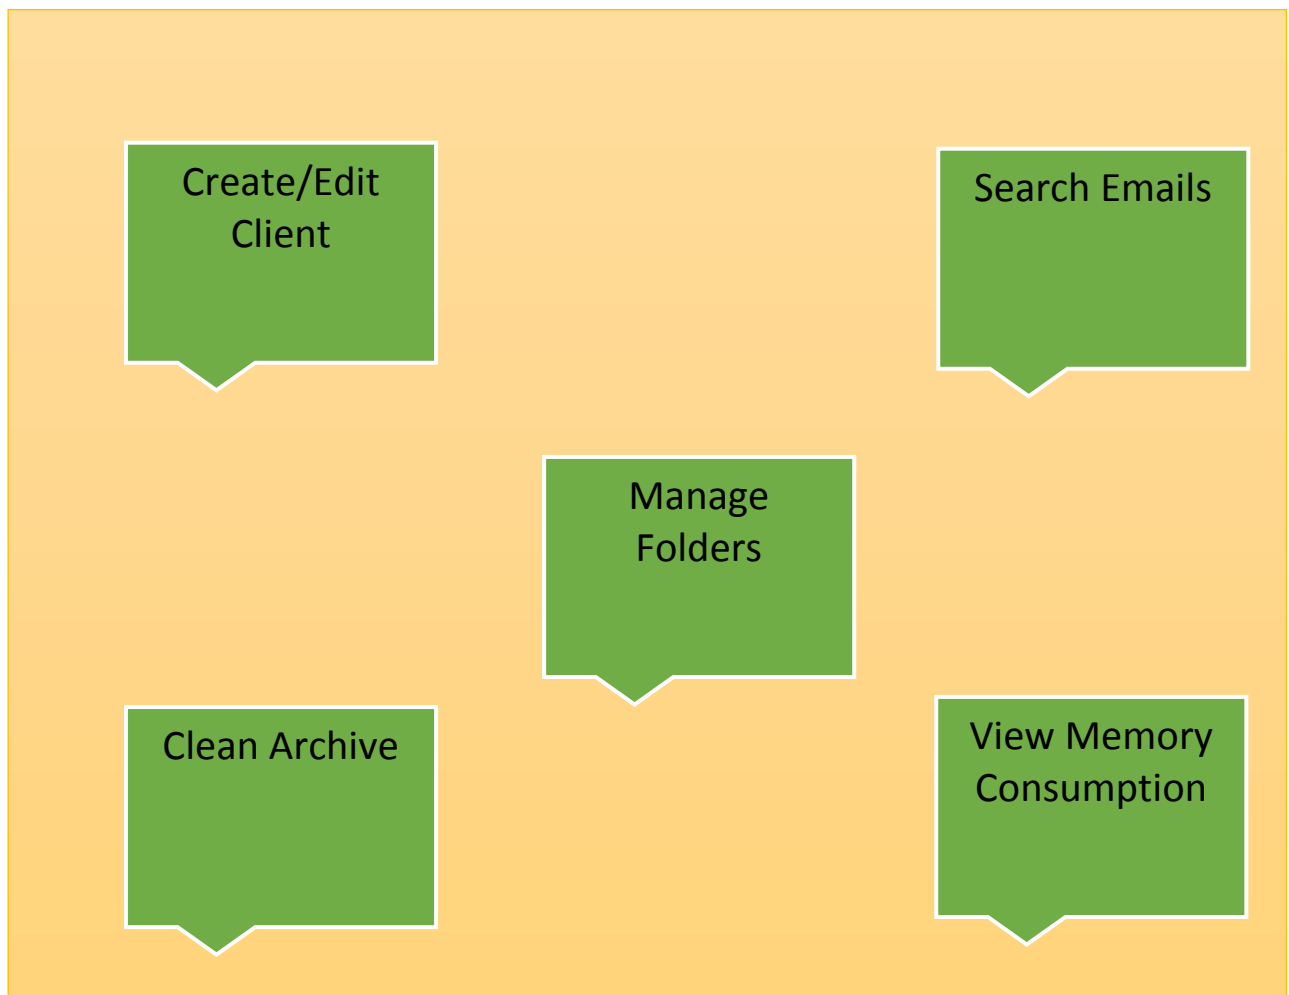 Create/Edit
Client
Search Emails
Manage
Folders
Clean Archive
View Memory
Consumption